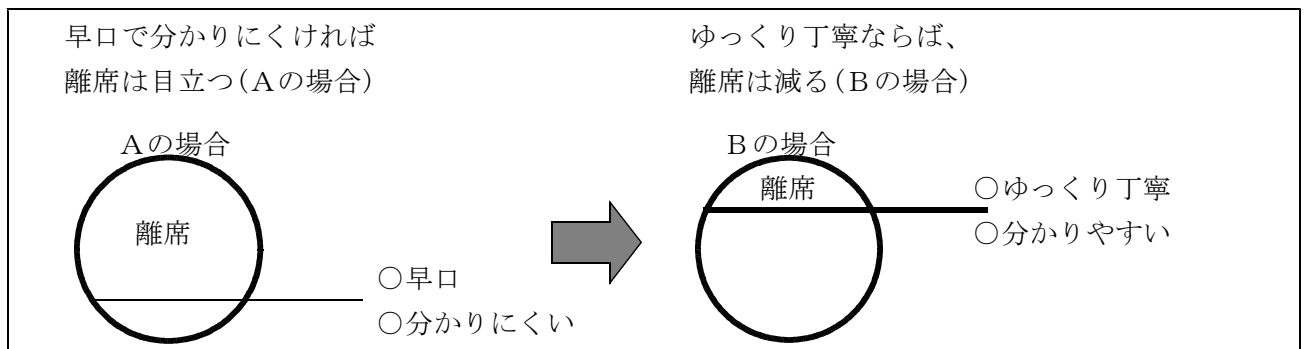 早口で分かりにくければ
離席は目立つ(Aの場合)
Aの場合
離席
○早口
○分かりにくい
ゆっくり丁寧ならば、
離席は減る(Bの場合)
Bの場合
離席
○ゆっくり丁寧
○分かりやすい